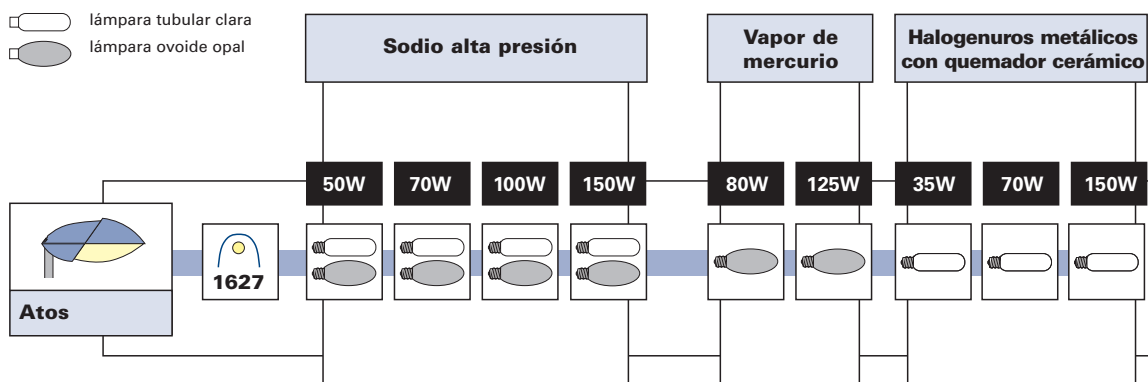 lámpara tubular clara
lámpara ovoide opal
Sodio alta presión
Vapor de
mercurio
Halogenuros metálicos
con quemador cerámico
50W 70W 100W 150W 80W 125W 35W 70W 150W
1627
Atos